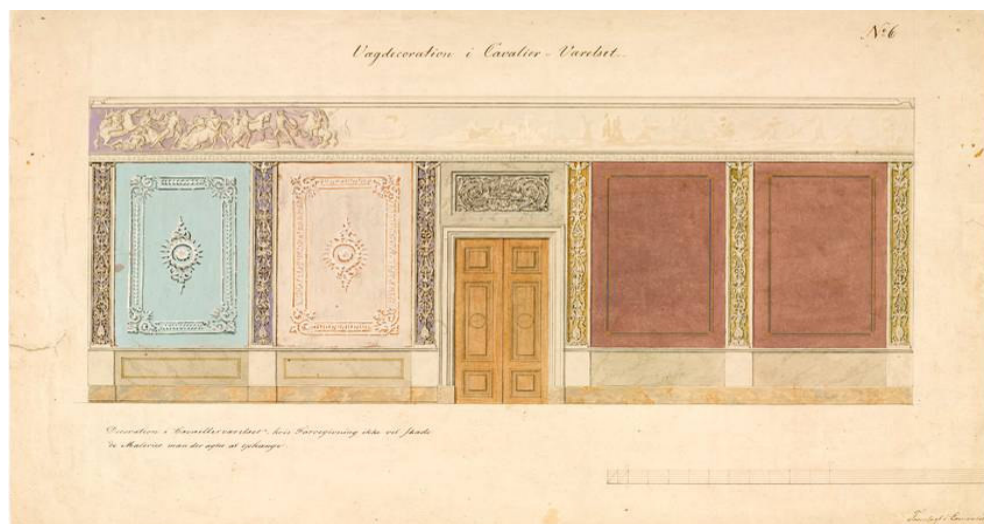 No 6
Vægdecoration i Cavalier-Værelset.
Decoration i Cavailler værelset, hvis Farvegivning ikke vil skade
de Malerier man der agter at ophænge